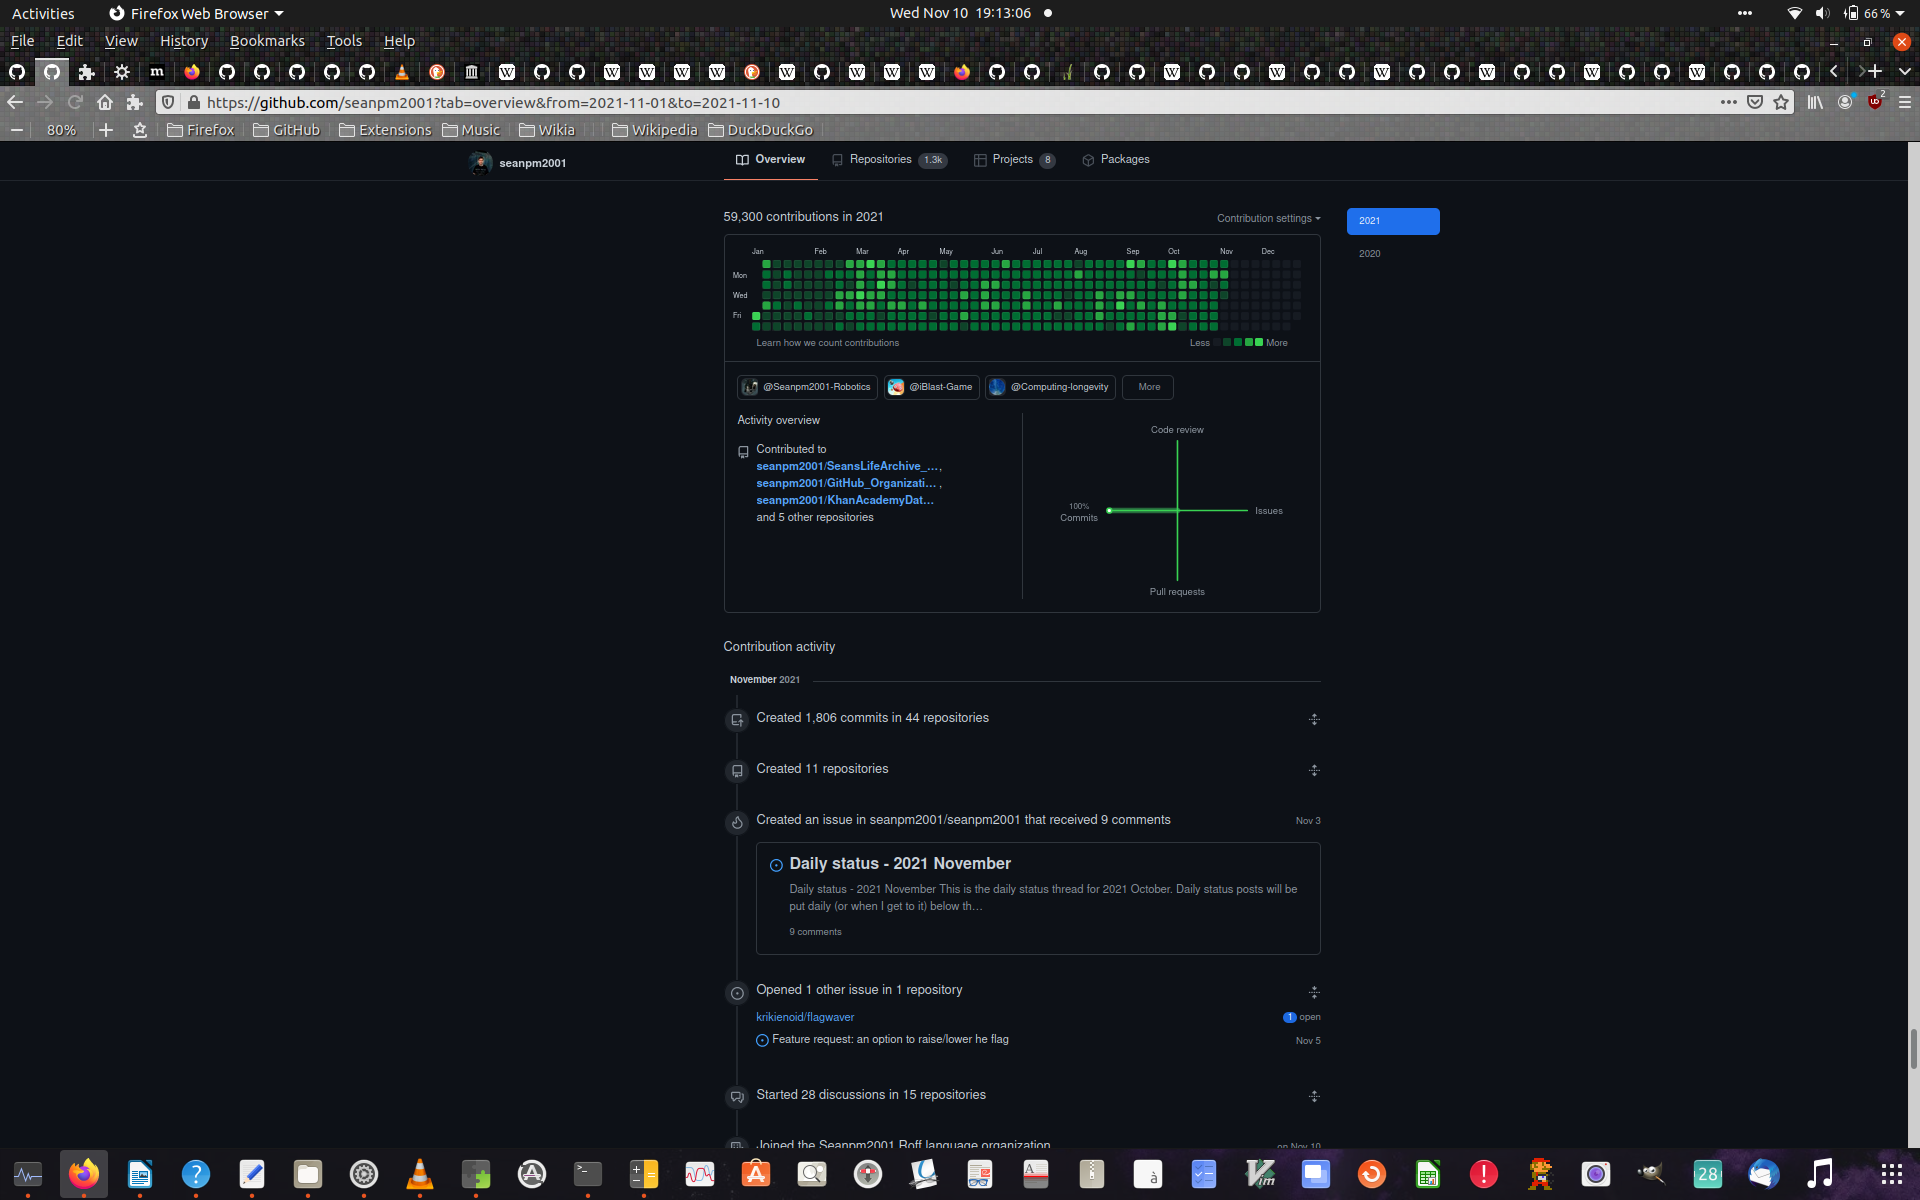 Activities
Firefox Web Browser
Wed Nov 10 19:13:06
66 %
File Edit View History Bookmarks Tools Help
https://github.com/seanpm2001?tab=overview&from=2021-11-01&to=2021-11-10
2
80%
Firefox
GitHub
Extensions
Music
Wikia
Wikipedia
DuckDuckGo
seanpm2001
Overview
Repositories 1.3k
Projects 8
Packages
59,300 contributions in 2021
Contribution settings
2021
2020
Jan Feb Mar Apr May Jun Jul Aug Sep Oct Nov Dec
Mon
Wed
Fri
Learn how we count contributions
Less More
@Seanpm2001-Robotics
@iBlast-Game
@Computing-longevity
More
Activity overview
Contributed to
seanpm2001/SeansLifeArchive_…,
seanpm2001/GitHub_Organizati… ,
seanpm2001/KhanAcademyDat…
and 5 other repositories
Code review
100%
Commits
Issues
Pull requests
Contribution activity
November 2021
Created 1,806 commits in 44 repositories
Created 11 repositories
Created an issue in seanpm2001/seanpm2001 that received 9 comments
Nov 3
Daily status - 2021 November
Daily status - 2021 November This is the daily status thread for 2021 October. Daily status posts will be
put daily (or when I get to it) below th…
9 comments
Opened 1 other issue in 1 repository
krikienoid/flagwaver
1 open
Feature request: an option to raise/lower he flag
Nov 5
Started 28 discussions in 15 repositories
Joined the Seanpm2001 Roff language organization
on Nov 10
28